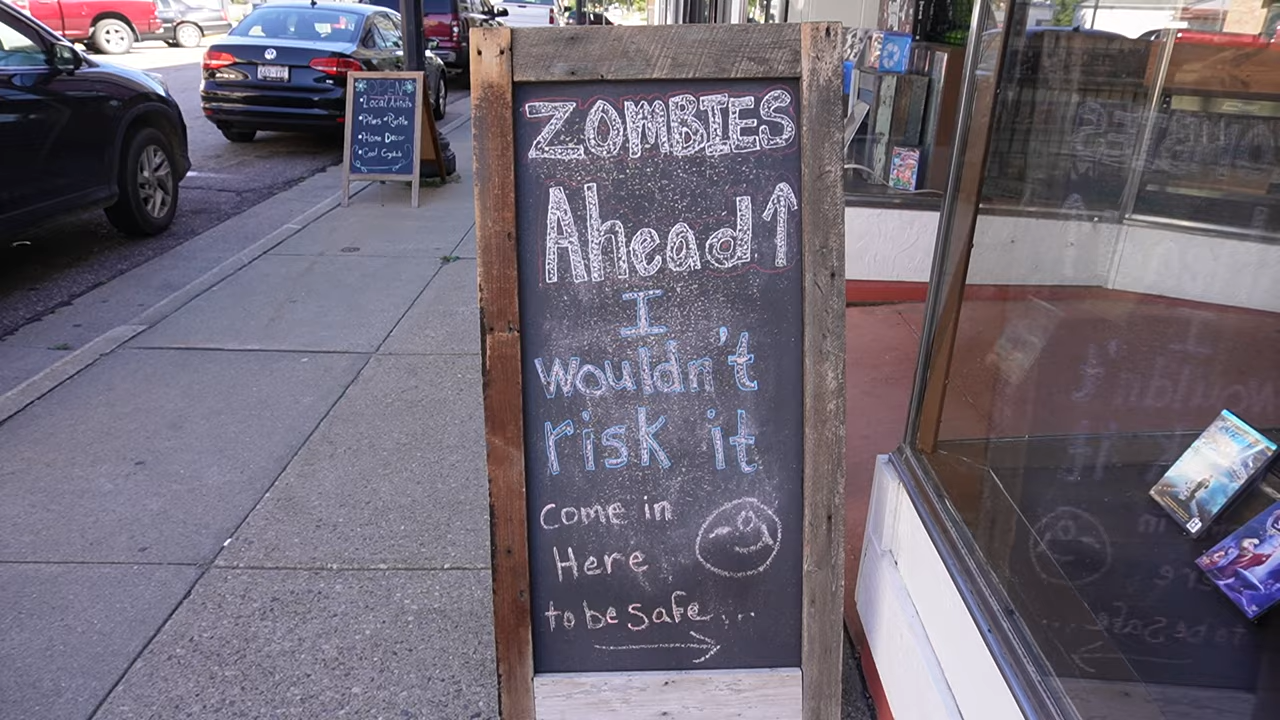 ZOMBIES
Ahead↑
I
wouldn't
risk it
Come in
Here
to be safe...
OPEN
•Local Artists
•Home Decor